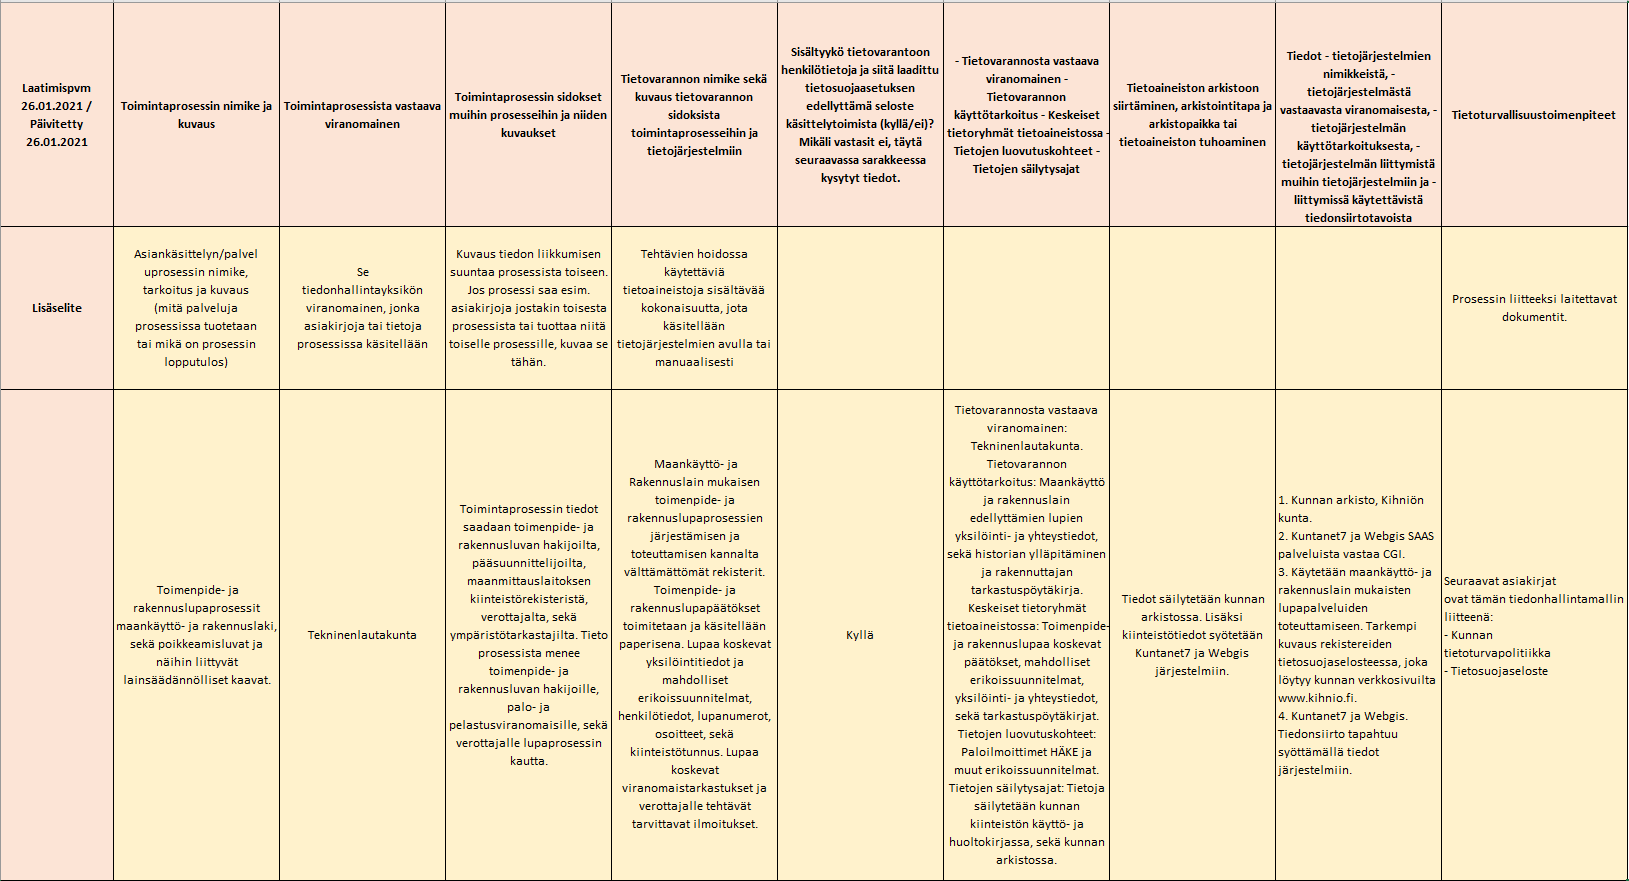 Laatimispvm
26.01.2021 /
Päivitetty
26.01.2021
Toimintaprosessin nimike ja
kuvaus
Toimintaprosessista vastaava
viranomainen
Toimintaprosessin sidokset
muihin prosesseihin ja niiden
kuvaukset
Tietovarannon nimike sekä
kuvaus tietovarannon
sidoksista
toimintaprosesseihin ja
tietojärjestelmiin
Sisältyykö tietovarantoon
henkilötietoja ja siitä laadittu
tietosuojaasetuksen
edellyttämä seloste
käsittelytoimista (kyllä/ei)?
Mikäli vastasit ei, täytä
seuraavassa sarakkeessa
kysytyt tiedot.
- Tietovarannosta vastaava
viranomainen -
Tietovarannon
käyttötarkoitus - Keskeiset
tietoryhmät tietoaineistossa -
Tietojen luovutuskohteet -
Tietojen säilytysajat
Tietoaineiston arkistoon
siirtäminen, arkistointitapa ja
arkistopaikka tai
tietoaineiston tuhoaminen
Tiedot - tietojärjestelmien
nimikkeistä, -
tietojärjestelmästä
vastaavasta viranomaisesta, -
tietojärjestelmän
käyttötarkoituksesta, -
tietojärjestelmän liittymistä
muihin tietojärjestelmiin ja -
liittymissä käytettävistä
tiedonsiirtotavoista
Tietoturvallisuustoimenpiteet
Lisäselite
Asiankäsittelyn/palvel
uprosessin nimike,
tarkoitus ja kuvaus
(mitä palveluja
prosessissa tuotetaan
tai mikä on prosessin
lopputulos)
Se
tiedonhallintayksikön
viranomainen, jonka
asiakirjoja tai tietoja
prosessissa käsitellään
Kuvaus tiedon liikkumisen
suuntaa prosessista toiseen.
Jos prosessi saa esim.
asiakirjoja jostakin toisesta
prosessista tai tuottaa niitä
toiselle prosessille, kuvaa se
tähän.
Tehtävien hoidossa
käytettäviä
tietoaineistoja sisältävää
kokonaisuutta, jota
käsitellään
tietojärjestelmien avulla tai
manuaalisesti
Prosessin liitteeksi laitettavat
dokumentit.
Toimenpide- ja
rakennuslupaprosessit
maankäyttö- ja rakennuslaki,
sekä poikkeamisluvat ja
näihin liittyvät
lainsäädännölliset kaavat.
Tekninenlautakunta
Toimintaprosessin tiedot
saadaan toimenpide- ja
rakennusluvan hakijoilta,
pääsuunnittelijoilta,
maanmittauslaitoksen
kiinteistörekisteristä,
verottajalta, sekä
ympäristötarkastajilta. Tieto
prosessista menee
toimenpide- ja
rakennusluvan hakijoille,
palo- ja
pelastusviranomaisille, sekä
verottajalle lupaprosessin
kautta.
Maankäyttö- ja
Rakennuslain mukaisen
toimenpide- ja
rakennuslupaprosessien
järjestämisen ja
toteuttamisen kannalta
välttämättömät rekisterit.
Toimenpide- ja
rakennuslupapäätökset
toimitetaan ja käsitellään
paperisena. Lupaa koskevat
yksilöintitiedot ja
mahdolliset
erikoissuunnitelmat,
henkilötiedot, lupanumerot,
osoitteet, sekä
kiinteistötunnus. Lupaa
koskevat
viranomaistarkastukset ja
verottajalle tehtävät
tarvittavat ilmoitukset.
Kyllä
Tietovarannosta vastaava
viranomainen:
Tekninenlautakunta.
Tietovarannon
käyttötarkoitus: Maankäyttö
ja rakennuslain
edellyttämien lupien
yksilöinti- ja yhteystiedot,
sekä historian ylläpitäminen
ja rakennuttajan
tarkastuspöytäkirja.
Keskeiset tietoryhmät
tietoaineistossa: Toimenpide-
ja rakennuslupaa koskevat
päätökset, mahdolliset
erikoissuunnitelmat,
yksilöinti- ja yhteystiedot,
sekä tarkastuspöytäkirjat.
Tietojen luovutuskohteet:
Paloilmoittimet HÄKE ja
muut erikoissuunnitelmat.
Tietojen säilytysajat: Tietoja
säilytetään kunnan
kiinteistön käyttö- ja
huoltokirjassa, sekä kunnan
arkistossa.
Tiedot säilytetään kunnan
arkistossa. Lisäksi
kiinteistötiedot syötetään
Kuntanet7 ja Webgis
järjestelmiin.
1. Kunnan arkisto, Kihniön
kunta.
2. Kuntanet7 ja Webgis SAAS
palveluista vastaa CGI.
3. Käytetään maankäyttö- ja
rakennuslain mukaisten
lupapalveluiden
toteuttamiseen. Tarkempi
kuvaus rekistereiden
tietosuojaselosteessa, joka
löytyy kunnan verkkosivuilta
www.kihnio.fi.
4. Kuntanet7 ja Webgis.
Tiedonsiirto tapahtuu
syöttämällä tiedot
järjestelmiin.
Seuraavat asiakirjat
ovat tämän tiedonhallintamallin
liitteenä:
- Kunnan
tietoturvapolitiikka
- Tietosuojaseloste